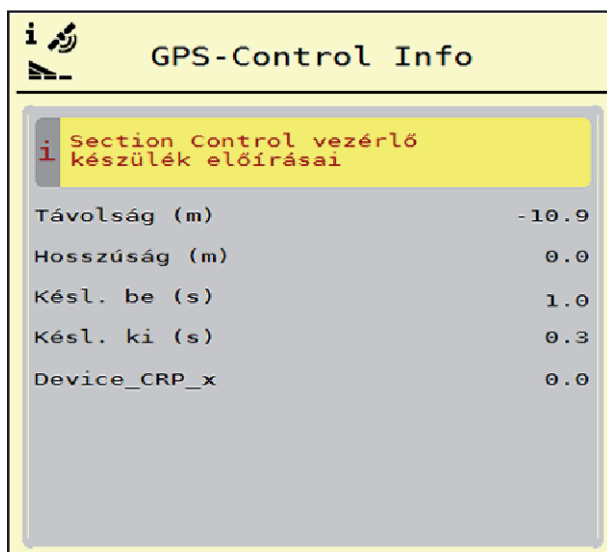 i
GPS-Control Info
i Section Control vezérlő
készülék előírásai
Távolság (m) -10.9
Hosszúság (m) 0.0
Késl. be (s) 1.0
Késl. ki (s) 0.3
Device_CRP_x 0.0